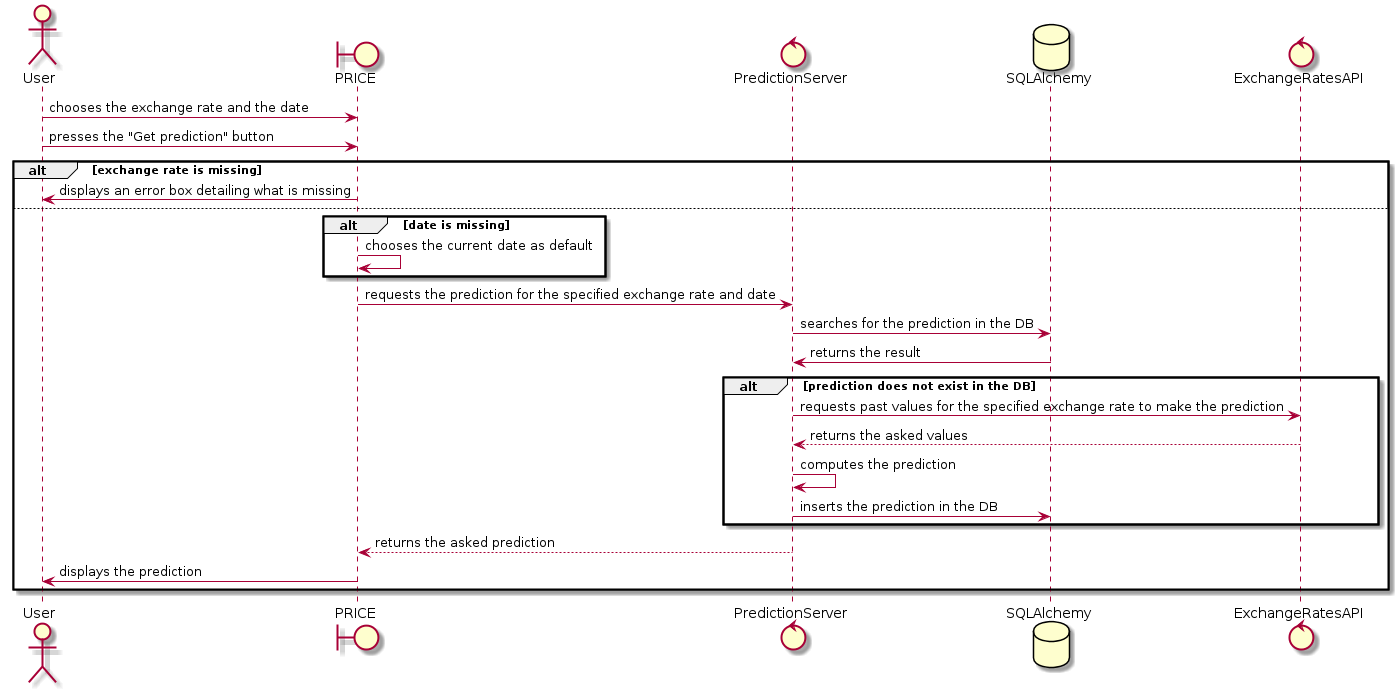 User
PRICE
PredictionServer
SQLAlchemy
ExchangeRatesAPI
chooses the exchange rate and the date
presses the "Get prediction" button
alt [exchange rate is missing]
displays an error box detailing what is missing
alt [date is missing]
chooses the current date as default
requests the prediction for the specified exchange rate and date
searches for the prediction in the DB
returns the result
alt [prediction does not exist in the DB]
requests past values for the specified exchange rate to make the prediction
returns the asked values
computes the prediction
inserts the prediction in the DB
returns the asked prediction
displays the prediction
User
PRICE
PredictionServer
SQLAlchemy
ExchangeRatesAPI